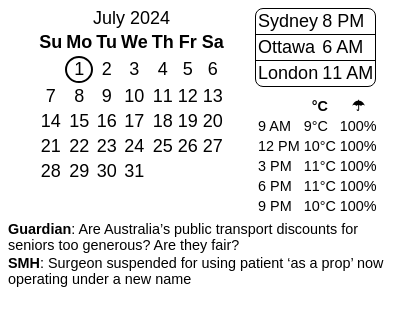 July 2024
Su Mo Tu We Th Fr Sa
1 2 3 4 5 6
7 8 9 10 11 12 13
14 15 16 17 18 19 20
21 22 23 24 25 26 27
28 29 30 31
Sydney 8 PM
Ottawa 6 AM
London 11 AM
°C ☂
9 AM 9°C 100%
12 PM 10°C 100%
3 PM 11°C 100%
6 PM 11°C 100%
9 PM 10°C 100%
Guardian: Are Australia’s public transport discounts for
seniors too generous? Are they fair?
SMH: Surgeon suspended for using patient ‘as a prop’ now
operating under a new name